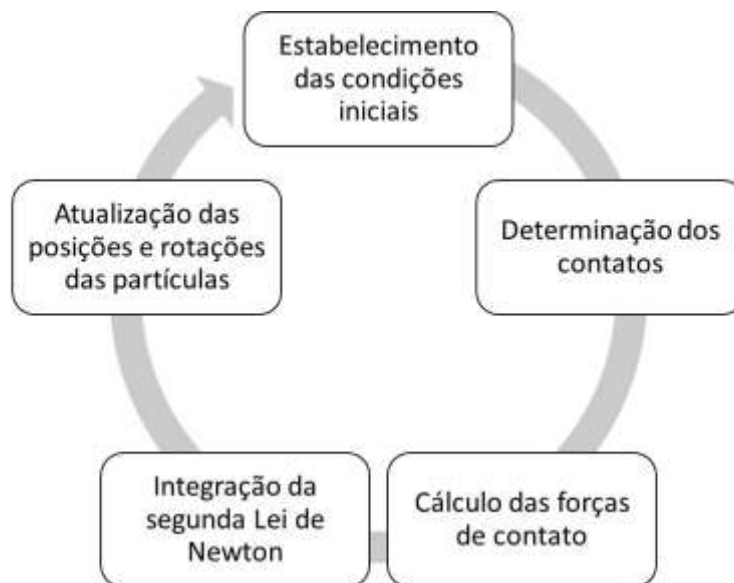 Estabelecimento
das condições
iniciais
Determinação dos
contatos
Cálculo das forças
de contato
Integração da
segunda Lei de
Newton
Atualização das
posições e rotações
das partículas